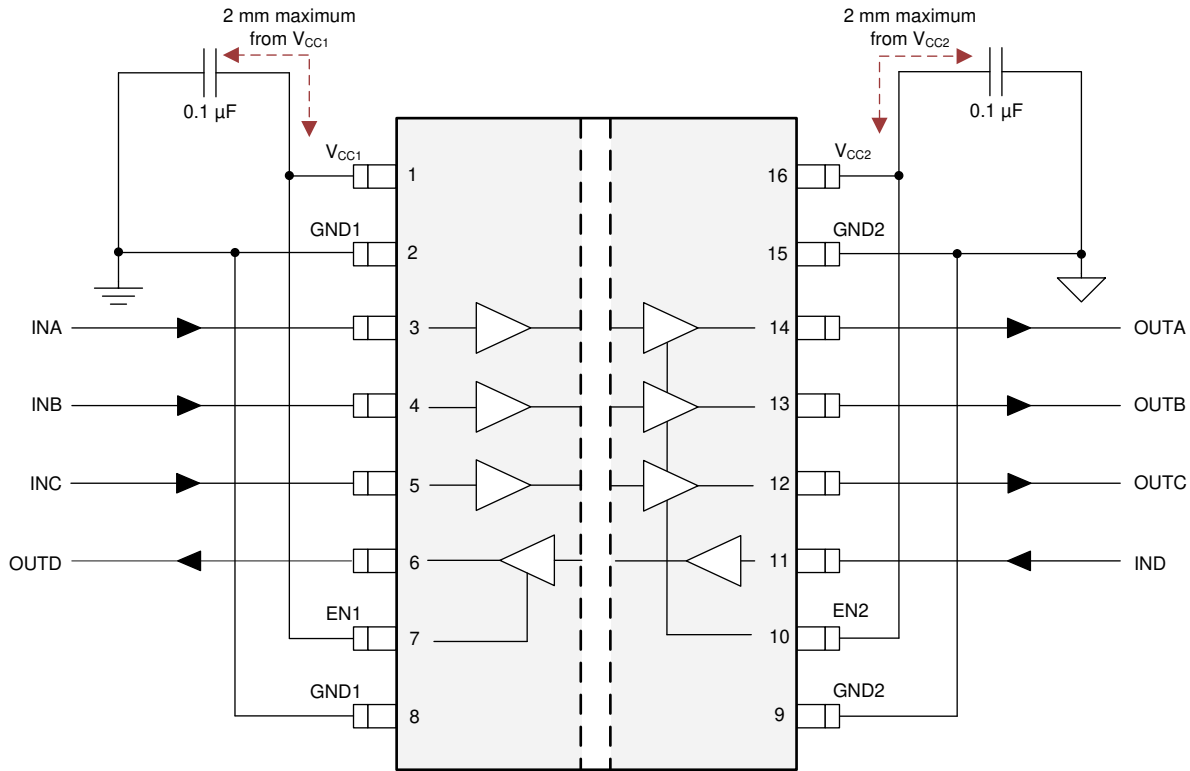 2 mm maximum
from VCC1
2 mm maximum
from VCC2
0.1 µF
0.1 µF
VCC1
VCC2
1
16
GND1
GND2
2
15
INA
3
14
OUTA
INB
4
13
OUTB
INC
5
12
OUTC
OUTD
6
11
IND
EN1
EN2
7
10
GND1
GND2
8
9